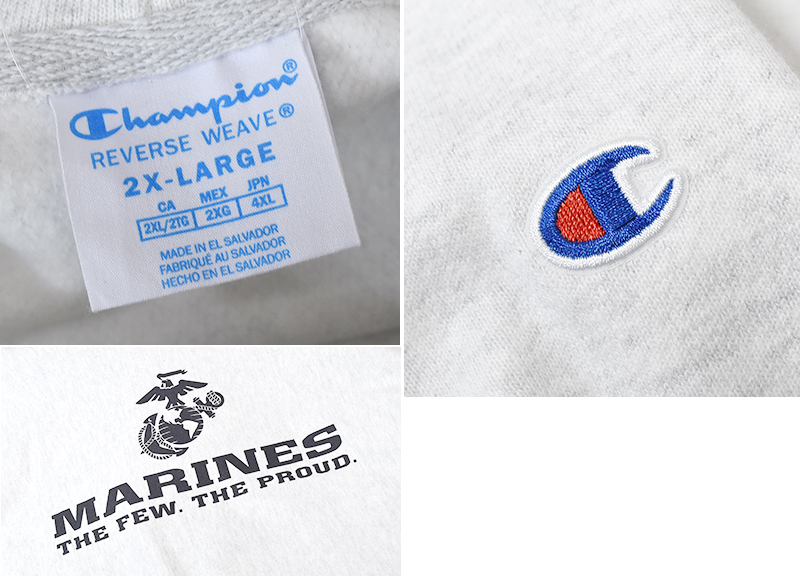 Champion®
REVERSE WEAVE®
2X-LARGE
CA MEX JPN
2XL/2TG 2XG 4XL
MADE IN EL SALVADOR
FABRIQUÉ AU SALVADOR
HECHO EN EL SALVADOR
MARINES
THE FEW. THE PROUD.